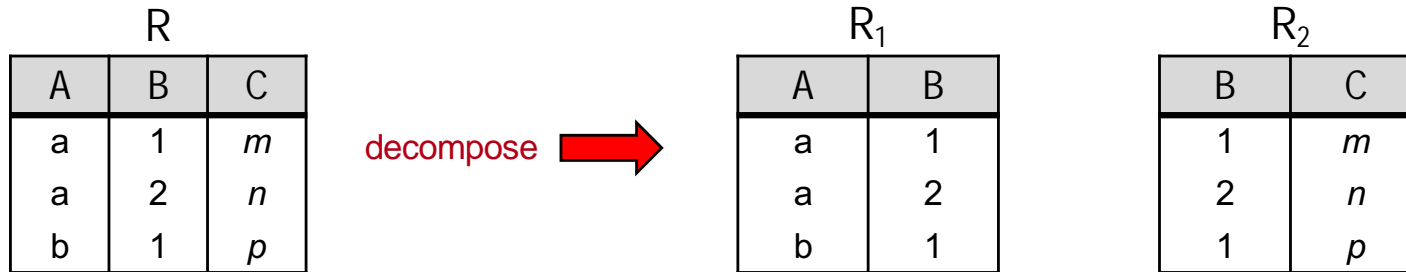 R R₁ R₂
A B C A B B C
a 1 m decompose a 1 1 m
a 2 n a 2 2 n
b 1 p b 1 1 p